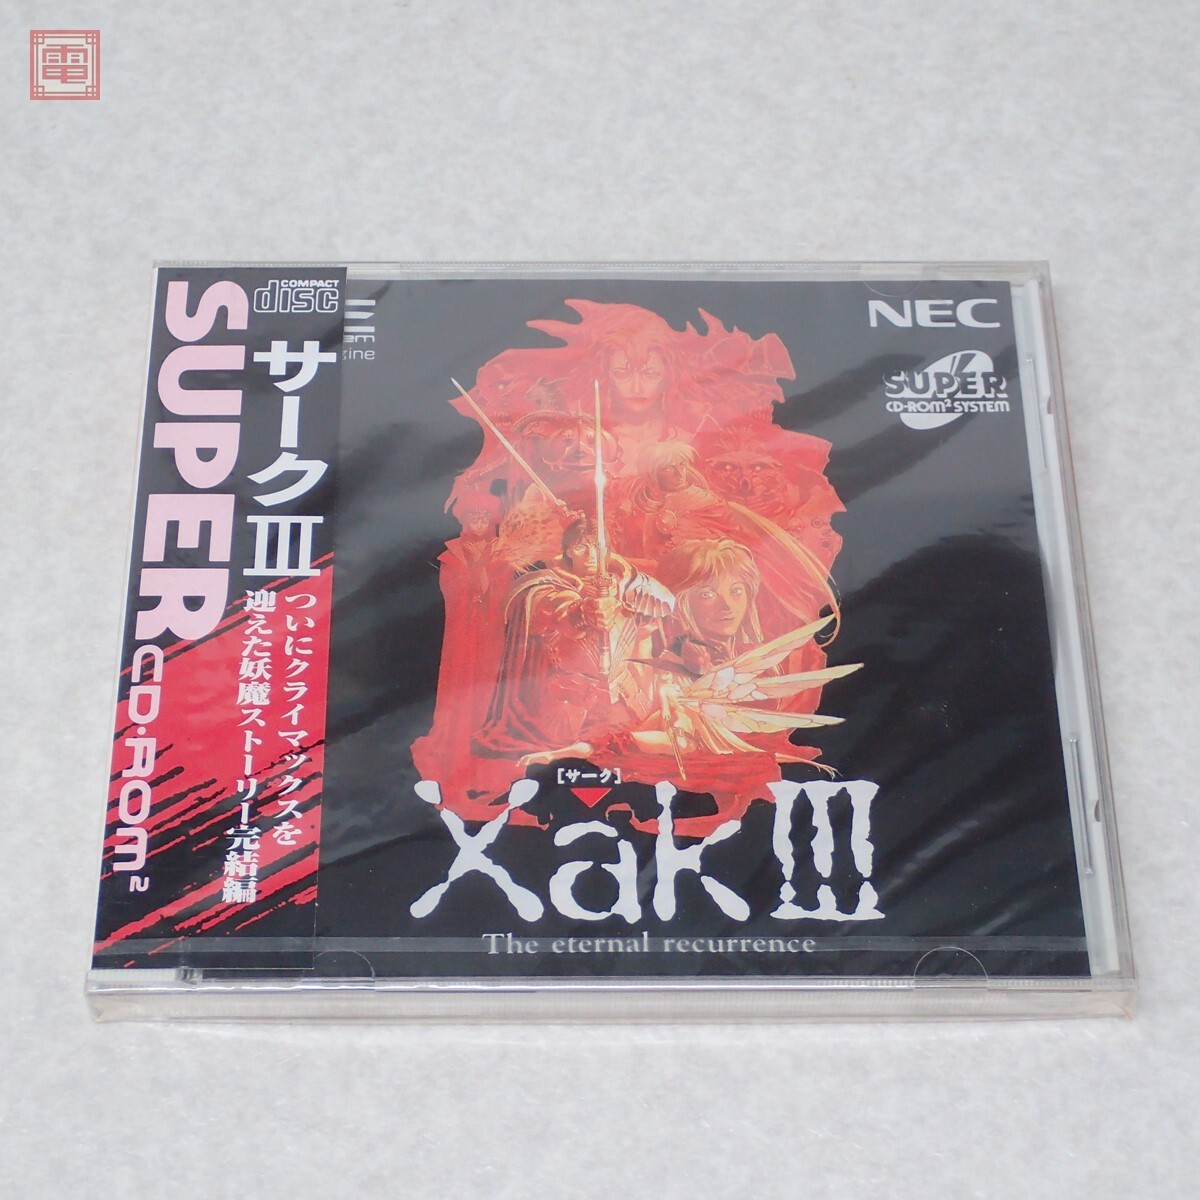 電
COMPACT
disc
SUPER CD・ROM²
サークIII
ついにクライマックスを
迎えた妖魔ストーリー完結編
NEC
SUPER
CD-ROM² SYSTEM
[サーク]
Xak III
The eternal recurrence